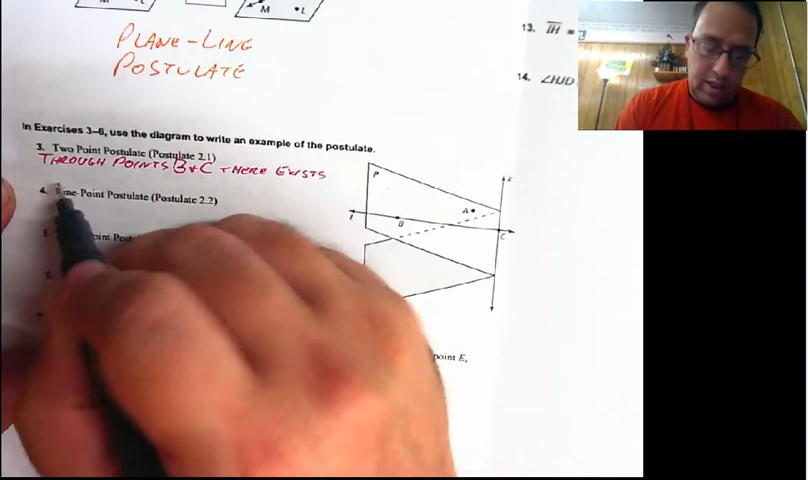 M
L
PLANE-LINE
POSTULATE
13. IH ≅
14. ∠HJD
In Exercises 3–6, use the diagram to write an example of the postulate.
3. Two Point Postulate (Postulate 2.1)
THROUGH POINTS B + C THERE EXISTS
4. Line-Point Postulate (Postulate 2.2)
5.
P
A
B
C
point E,